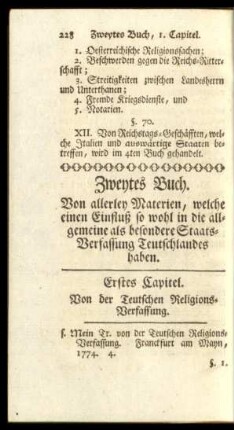 228 Zweytes Buch, 1. Capitel.
1. Oesterreichische Religionssachen;
2. Beschwerden gegen die Reichs-Ritter-
schafft;
3. Streitigkeiten zwischen Landesherrn
und Unterthanen;
4. Fremde Kriegsdienste, und
5. Notarien.
§. 70.
XII. Von Reichstags-Geschäfften, wel-
che Italien und auswärtige Staaten be-
treffen, wird im 4ten Buch gehandelt.
Zweytes Buch.
Von allerley Materien, welche
einen Einfluß so wohl in die all-
gemeine als besondere Staats-
Verfassung Teutschlandes
haben.
Erstes Capitel.
Von der Teutschen Religions-
Verfassung.
s. Mein Tr. von der Teutschen Religions-
Verfassung. Franckfurt am Mayn,
1774. 4.
§. 1.